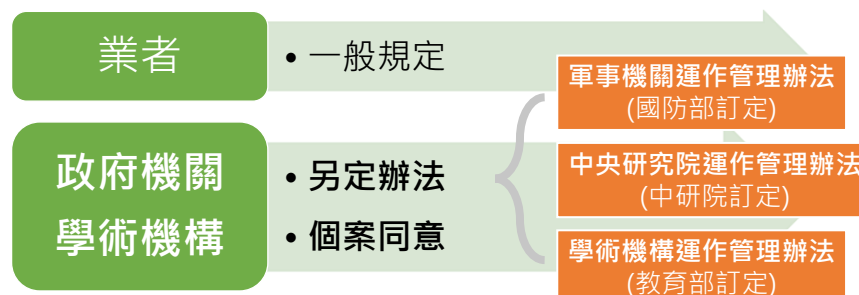 業者
• 一般規定
軍事機關運作管理辦法
(國防部訂定)
政府機關
學術機構
• 另定辦法
• 個案同意
中央研究院運作管理辦法
(中研院訂定)
學術機構運作管理辦法
(教育部訂定)